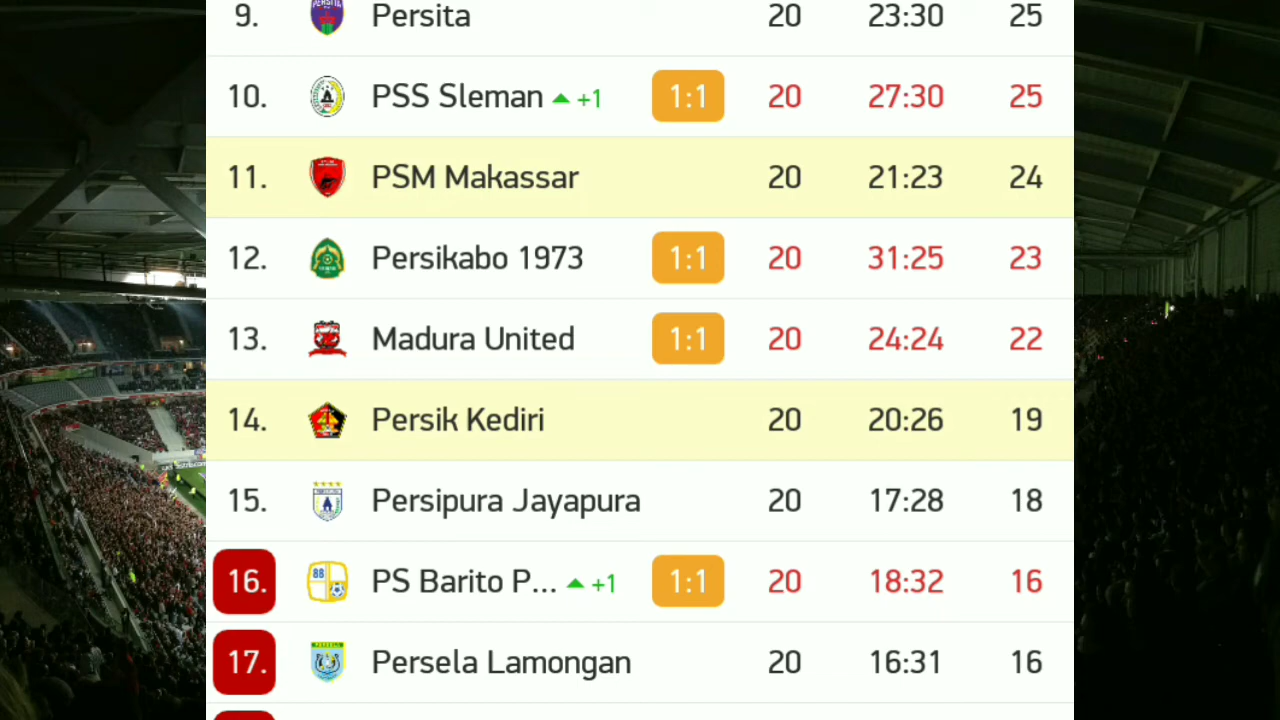 9. Persita 20 23:30 25
10. PSS Sleman +1 1:1 20 27:30 25
11. PSM Makassar 20 21:23 24
12. Persikabo 1973 1:1 20 31:25 23
13. Madura United 1:1 20 24:24 22
14. Persik Kediri 20 20:26 19
15. Persipura Jayapura 20 17:28 18
16. PS Barito P... +1 1:1 20 18:32 16
17. Persela Lamongan 20 16:31 16